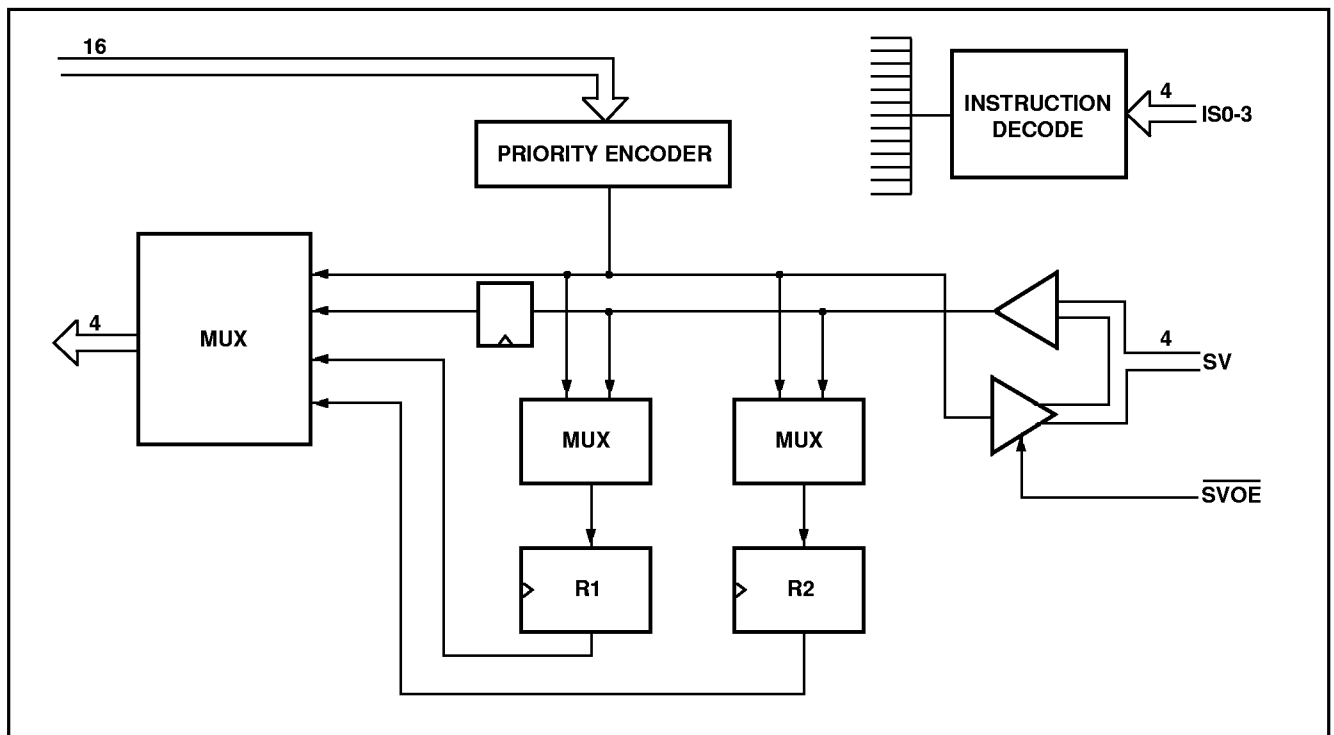 16
PRIORITY ENCODER
INSTRUCTION
DECODE
4
IS0-3
MUX
4
4
SV
MUX
MUX
SVOE
R1
R2